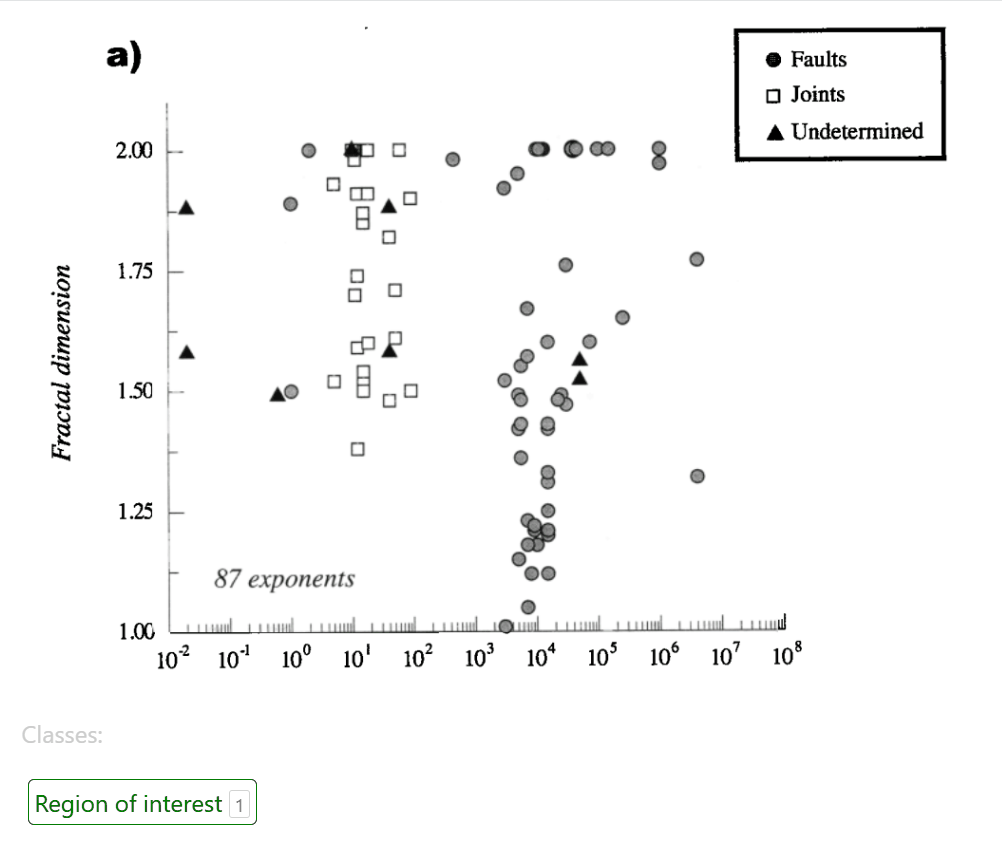 a)
Faults
Joints
Undetermined
2.00
1.75
1.50
1.25
1.00
Fractal dimension
87 exponents
10-2 10-1 100 101 102 103 104 105 106 107 108
Classes:
Region of interest 1